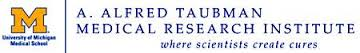 M
University of Michigan
Medical School
A. ALFRED TAUBMAN
MEDICAL RESEARCH INSTITUTE
where scientists create cures